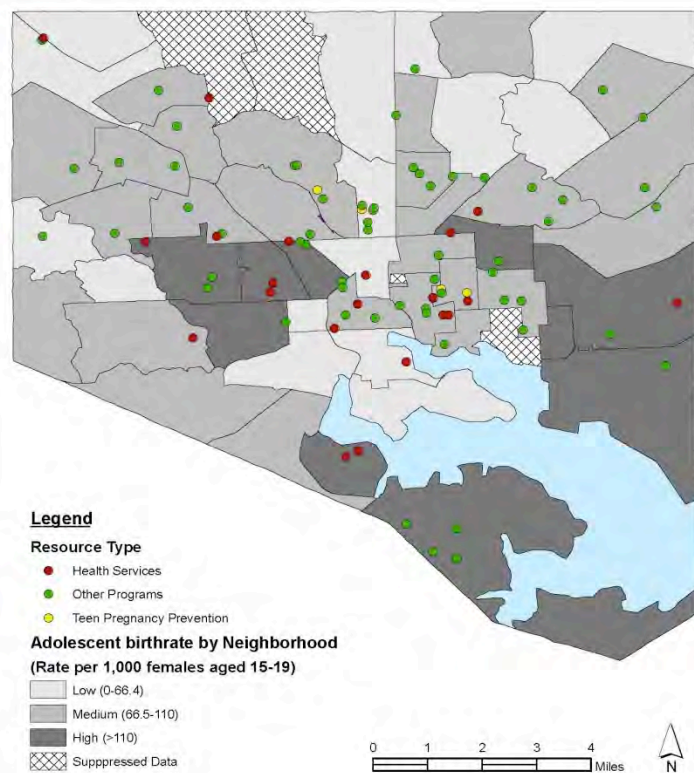 Legend
Resource Type
Health Services
Other Programs
Teen Pregnancy Prevention
Adolescent birthrate by Neighborhood
(Rate per 1,000 females aged 15-19)
Low (0-66.4)
Medium (66.5-110)
High (>110)
Supppressed Data
0 1 2 3 4
Miles
N